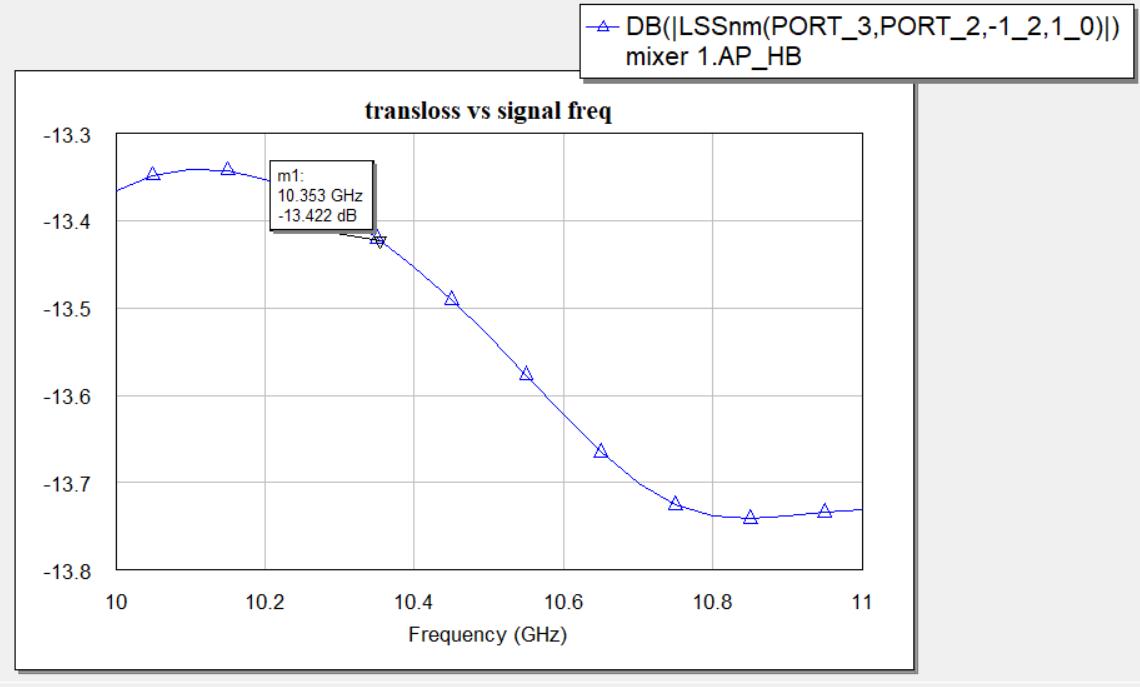 DB(|LSSnm(PORT_3,PORT_2,-1_2,1_0)|)
mixer 1.AP_HB
transloss vs signal freq
-13.3
m1:
10.353 GHz
-13.422 dB
-13.4
-13.5
-13.6
-13.7
-13.8
10 10.2 10.4 10.6 10.8 11
Frequency (GHz)